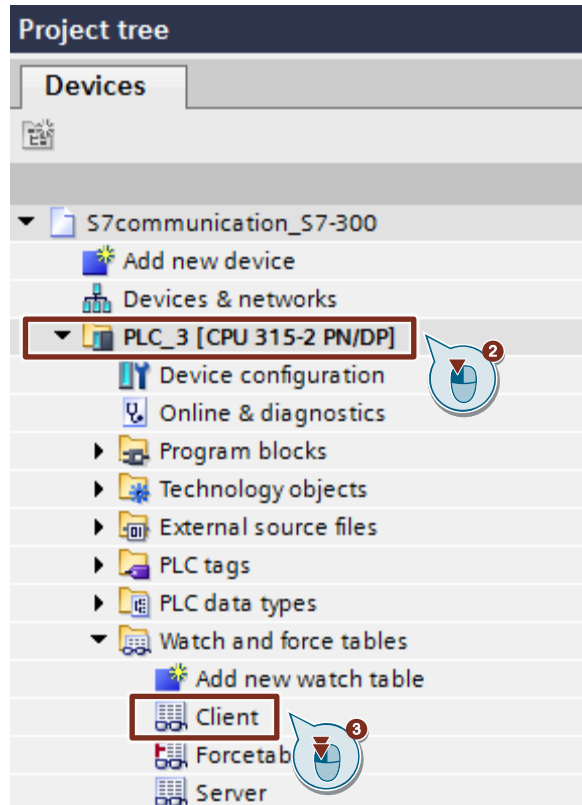 Project tree
Devices
S7communication_S7-300
Add new device
Devices & networks
PLC_3 [CPU 315-2 PN/DP]
2
Device configuration
Online & diagnostics
Program blocks
Technology objects
External source files
PLC tags
PLC data types
Watch and force tables
Add new watch table
Client
3
Forcetab
Server